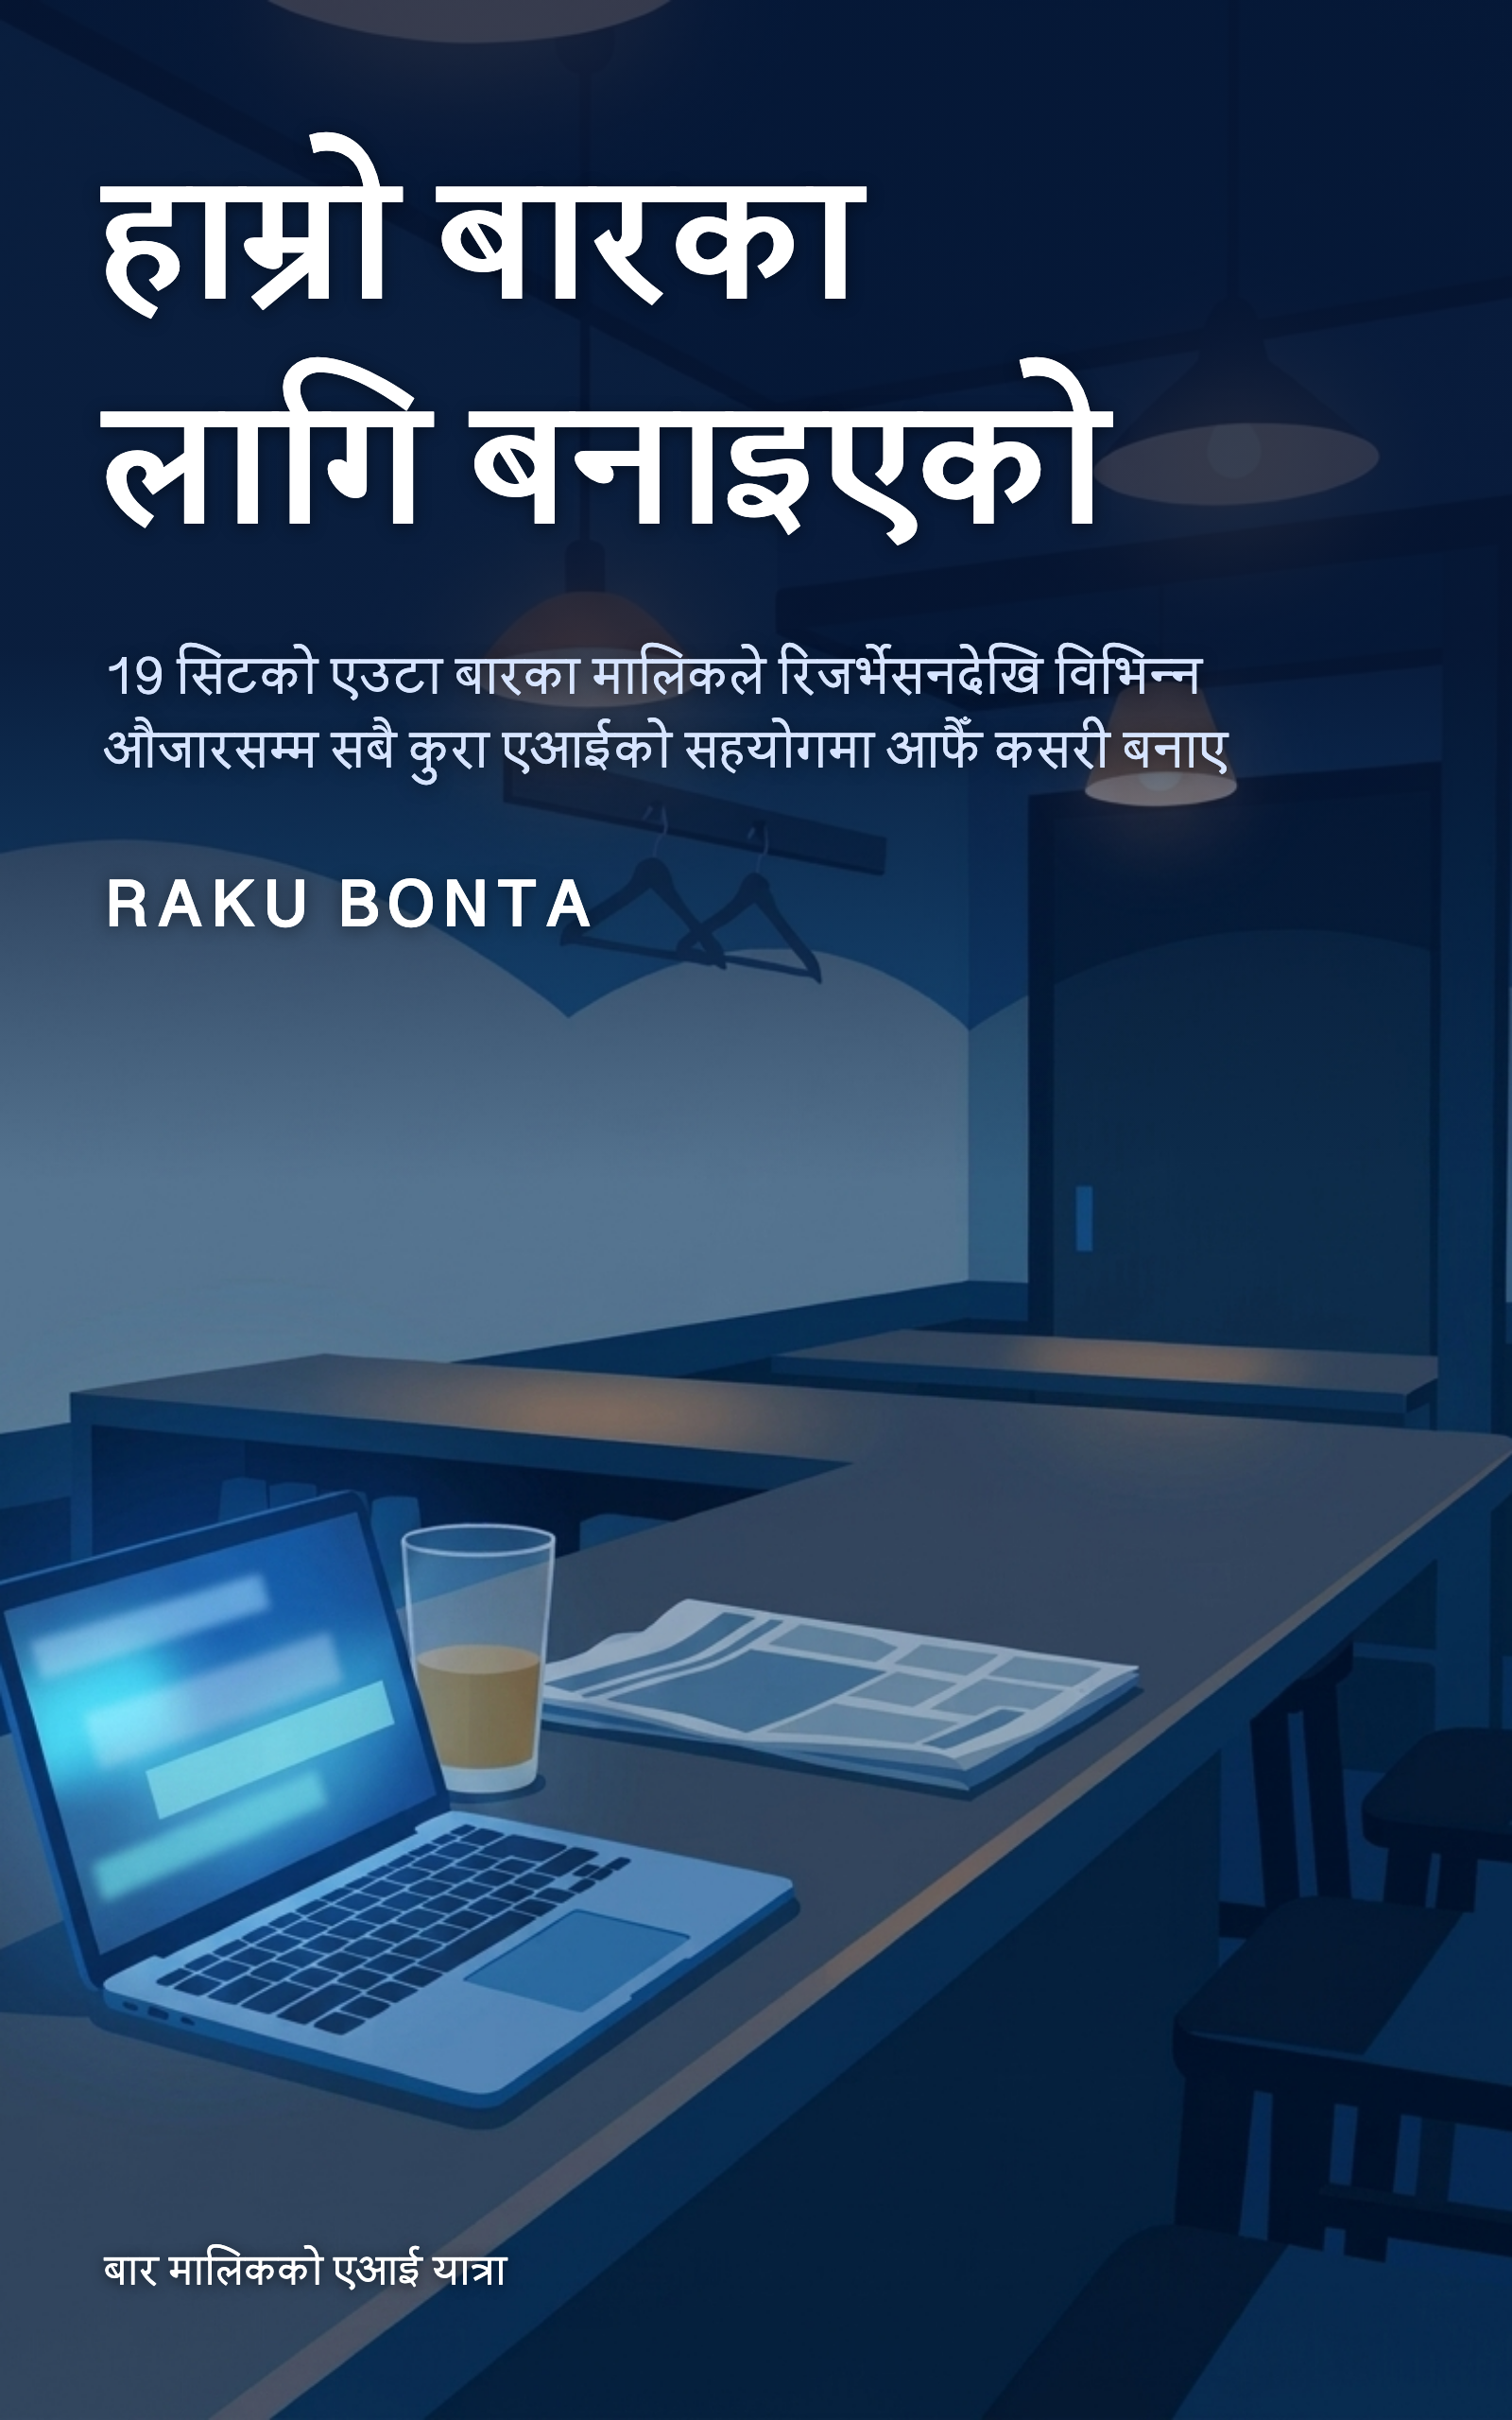 हाम्रो बारका
लागि बनाइएको
19 सिटको एउटा बारका मालिकले रिजर्भेसनदेखि विभिन्न
औजारसम्म सबै कुरा एआईको सहयोगमा आफैँ कसरी बनाए
RAKU BONTA
बार मालिकको एआई यात्रा